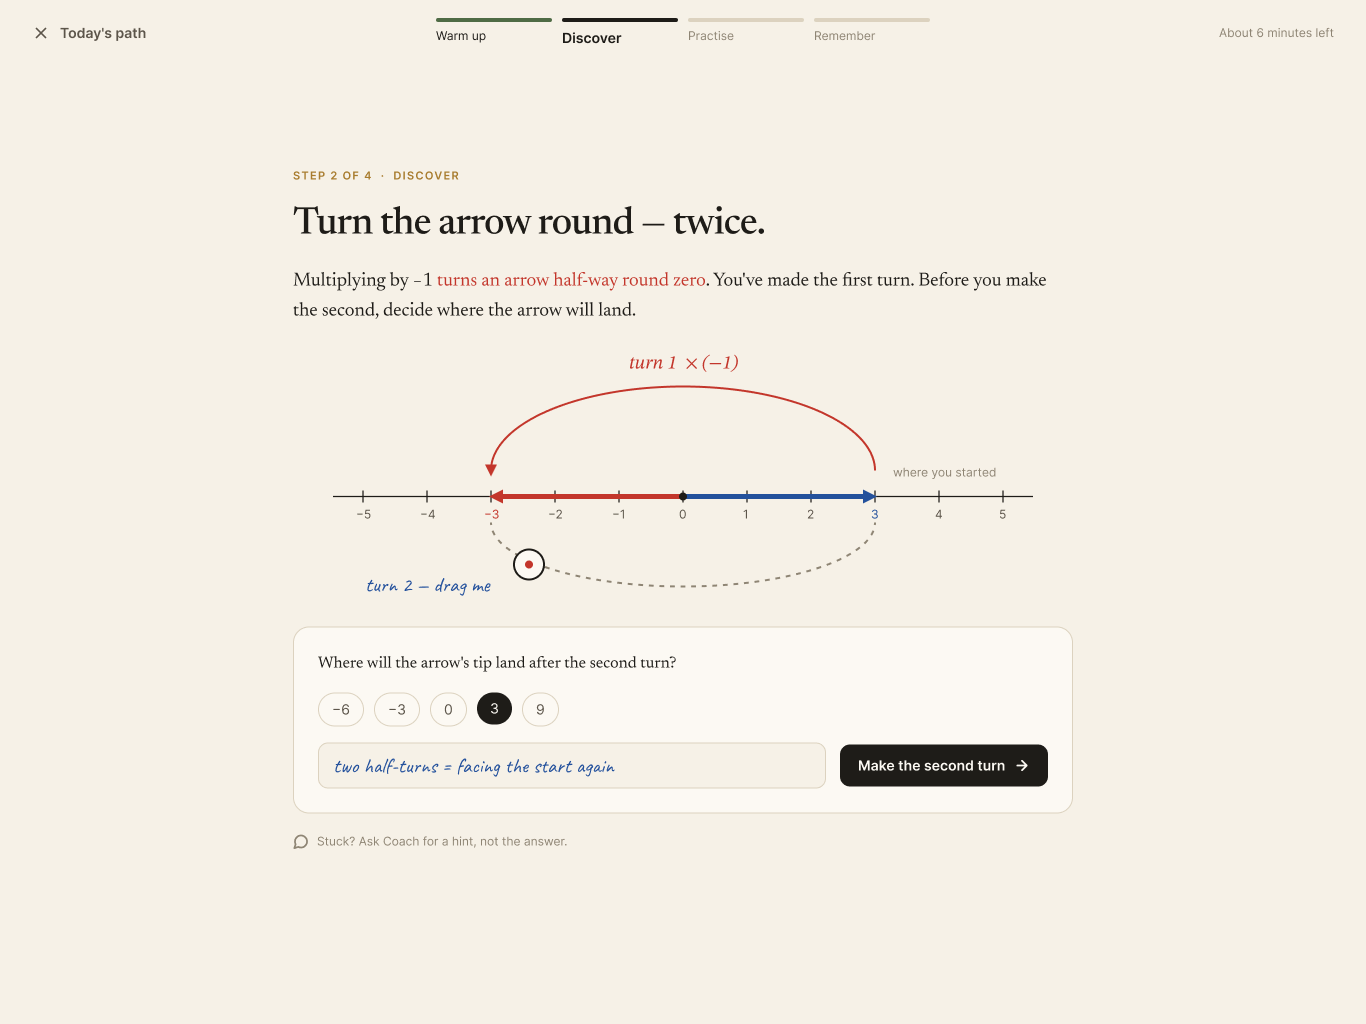 Today's path
Warm up
Discover
Practise
Remember
About 6 minutes left
STEP 2 OF 4 · DISCOVER
Turn the arrow round — twice.
Multiplying by −1 turns an arrow half-way round zero. You've made the first turn. Before you make
the second, decide where the arrow will land.
turn 1 ×(−1)
where you started
−5 −4 −3 −2 −1 0 1 2 3 4 5
turn 2 — drag me
Where will the arrow's tip land after the second turn?
−6 −3 0 3 9
two half-turns = facing the start again
Make the second turn →
Stuck? Ask Coach for a hint, not the answer.